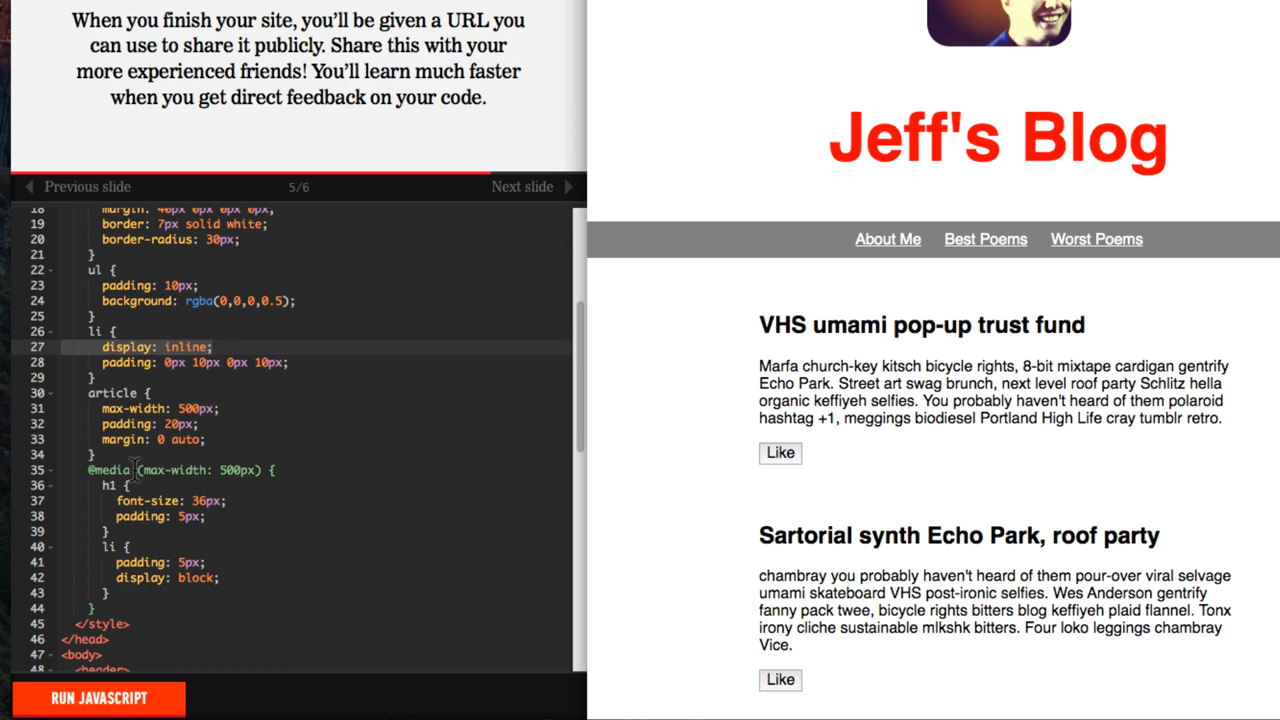 When you finish your site, you'll be given a URL you
can use to share it publicly. Share this with your
more experienced friends! You'll learn much faster
when you get direct feedback on your code.
Previous slide
5/6
Next slide
18 margin: 40px 0px 0px 0px;
19 border: 7px solid white;
20 border-radius: 30px;
21 }
22 ul {
23 padding: 10px;
24 background: rgba(0,0,0,0.5);
25 }
26 li {
27 display: inline;
28 padding: 0px 10px 0px 10px;
29 }
30 article {
31 max-width: 500px;
32 padding: 20px;
33 margin: 0 auto;
34 }
35 @media (max-width: 500px) {
36 h1 {
37 font-size: 36px;
38 padding: 5px;
39 }
40 li {
41 padding: 5px;
42 display: block;
43 }
44 }
45 </style>
46 </head>
47 <body>
48 <header>
RUN JAVASCRIPT
Jeff's Blog
About Me Best Poems Worst Poems
VHS umami pop-up trust fund
Marfa church-key kitsch bicycle rights, 8-bit mixtape cardigan gentrify
Echo Park. Street art swag brunch, next level roof party Schlitz hella
organic keffiyeh selfies. You probably haven't heard of them polaroid
hashtag +1, meggings biodiesel Portland High Life cray tumblr retro.
Like
Sartorial synth Echo Park, roof party
chambray you probably haven't heard of them pour-over viral selvage
umami skateboard VHS post-ironic selfies. Wes Anderson gentrify
fanny pack twee, bicycle rights bitters blog keffiyeh plaid flannel. Tonx
irony cliche sustainable mlkshk bitters. Four loko leggings chambray
Vice.
Like